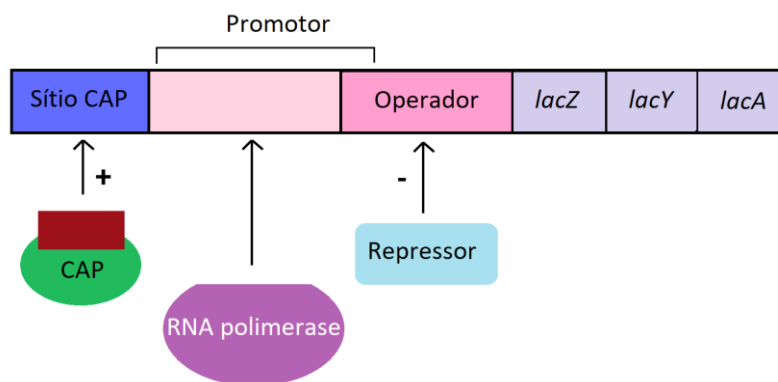 Promotor
Sítio CAP
Operador
lacZ
lacY
lacA
+
-
CAP
Repressor
RNA polimerase